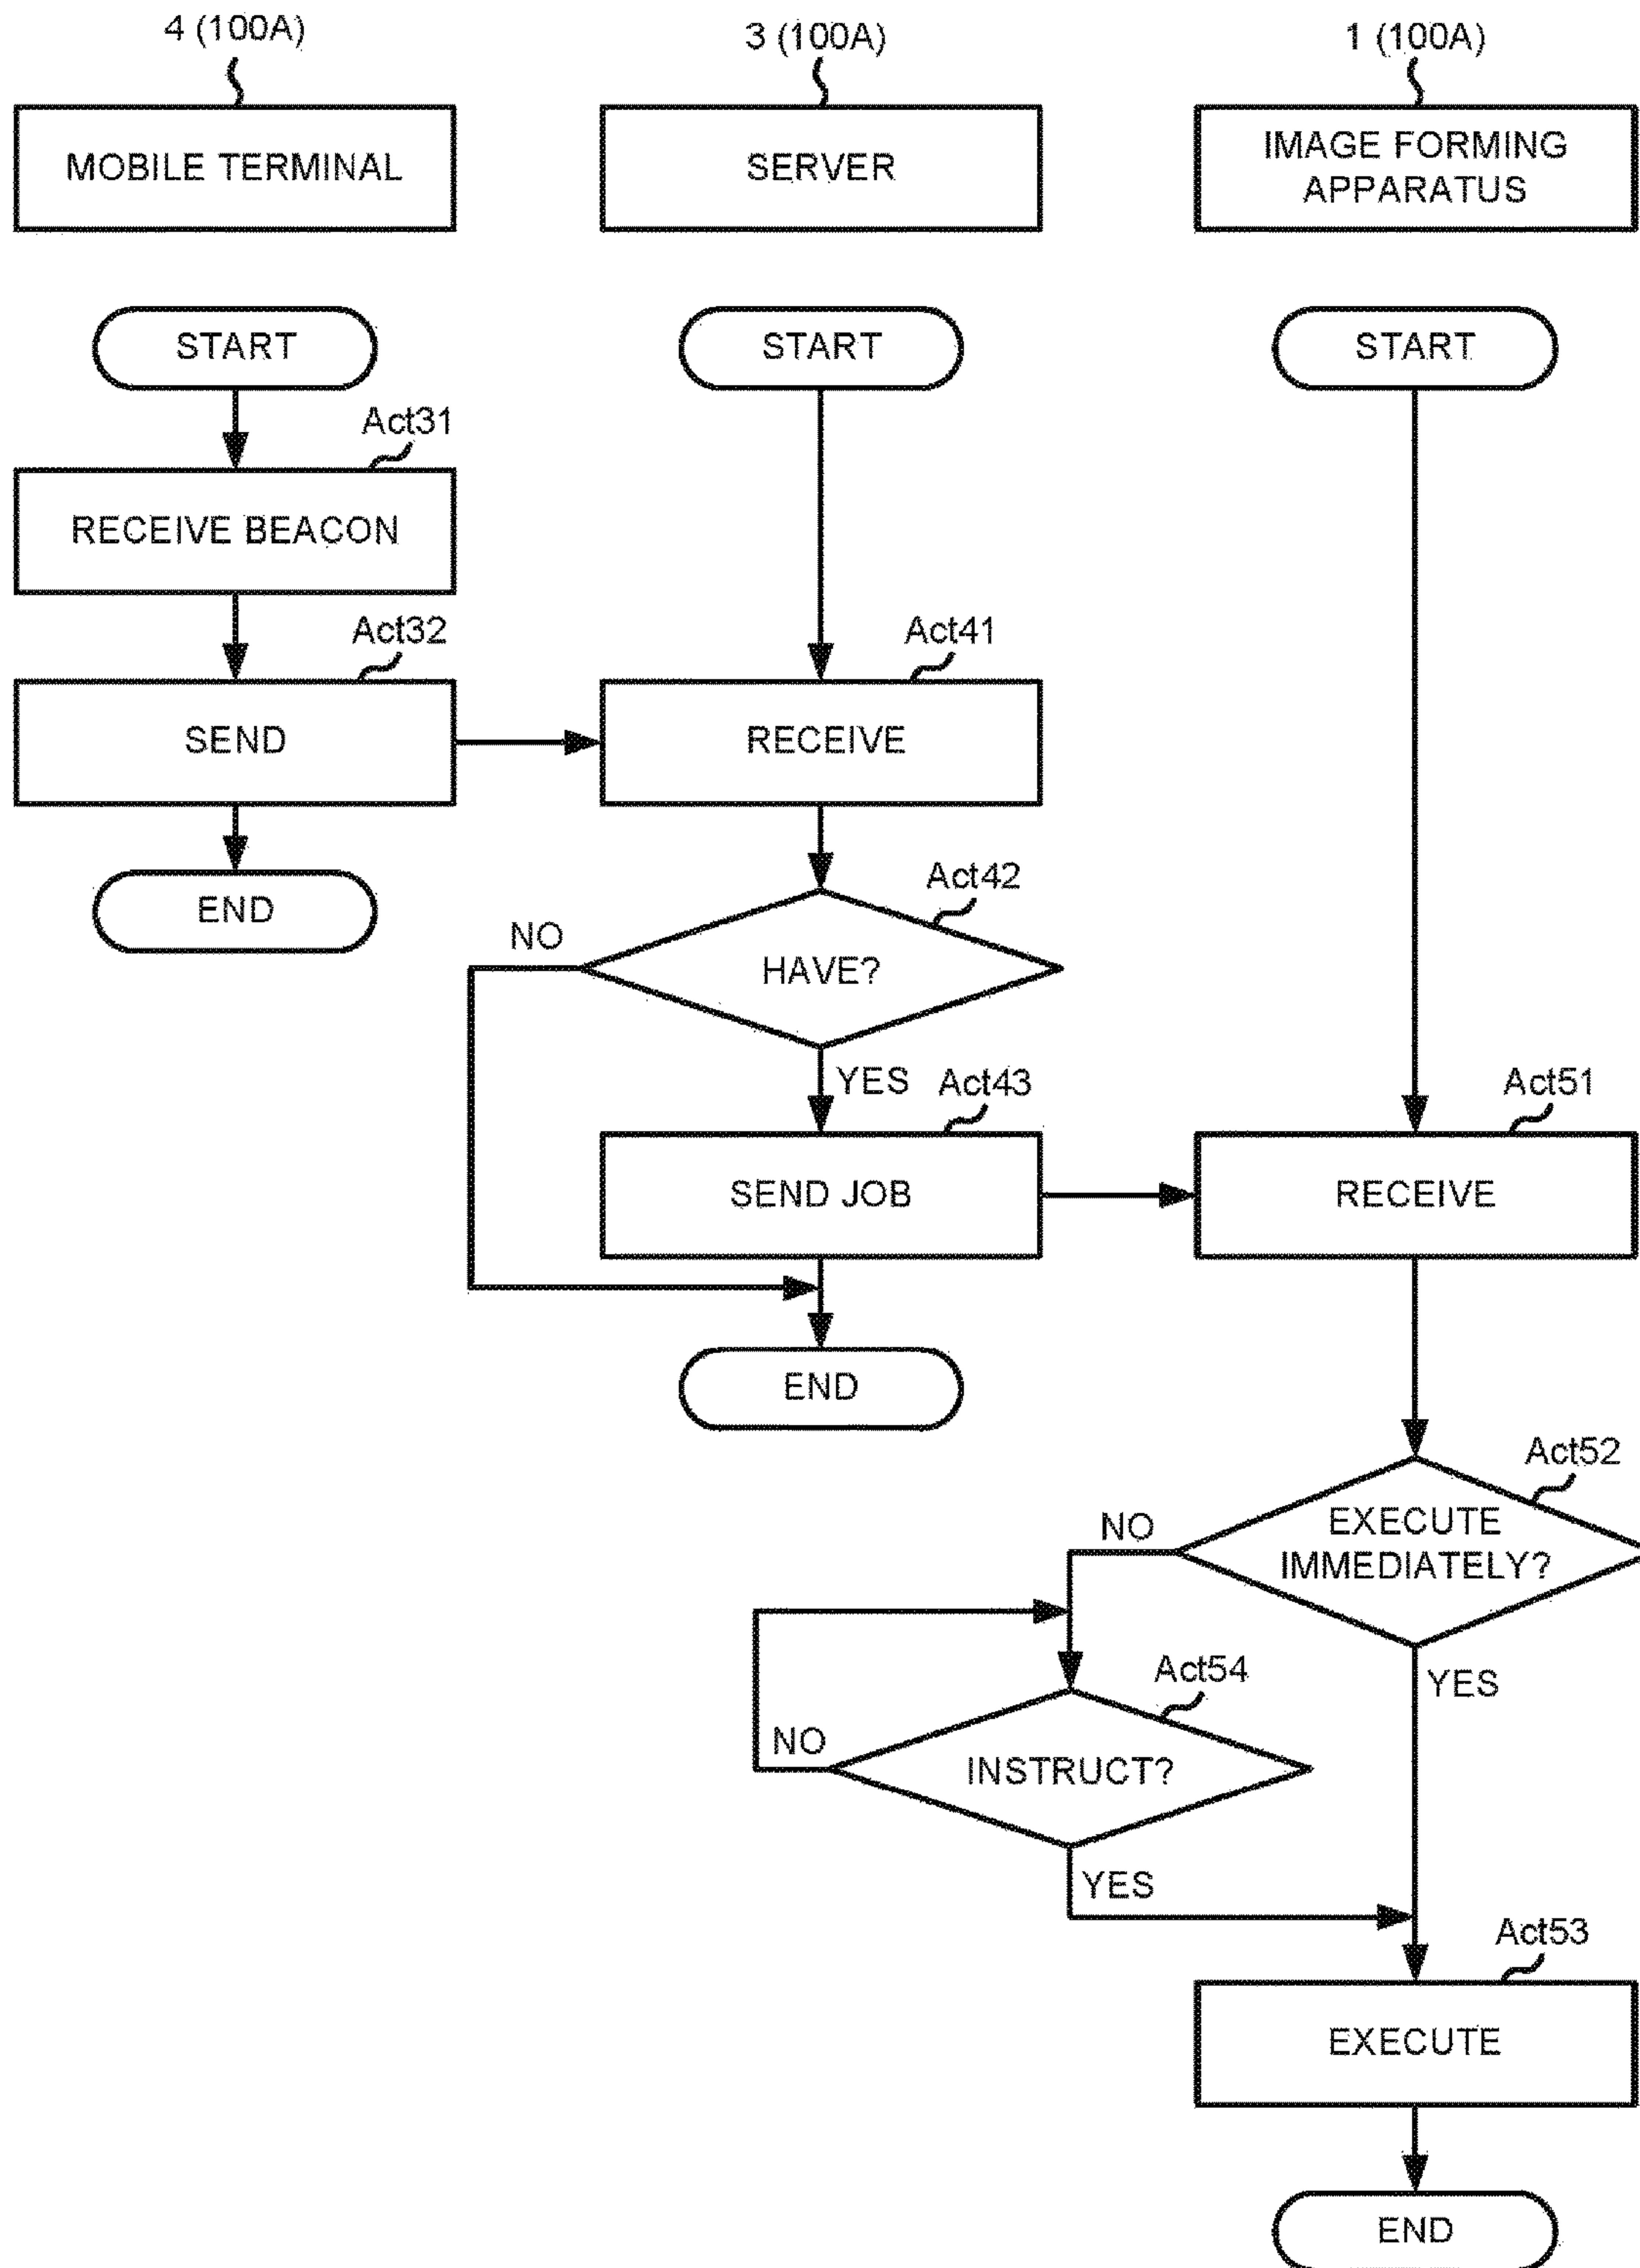 4 (100A)
3 (100A)
1 (100A)
MOBILE TERMINAL
SERVER
IMAGE FORMING
APPARATUS
START
START
START
Act31
RECEIVE BEACON
Act32
Act41
SEND
RECEIVE
END
Act42
NO
HAVE?
YES
Act43
Act51
SEND JOB
RECEIVE
END
Act52
NO
EXECUTE
IMMEDIATELY?
YES
Act54
NO
INSTRUCT?
YES
Act53
EXECUTE
END